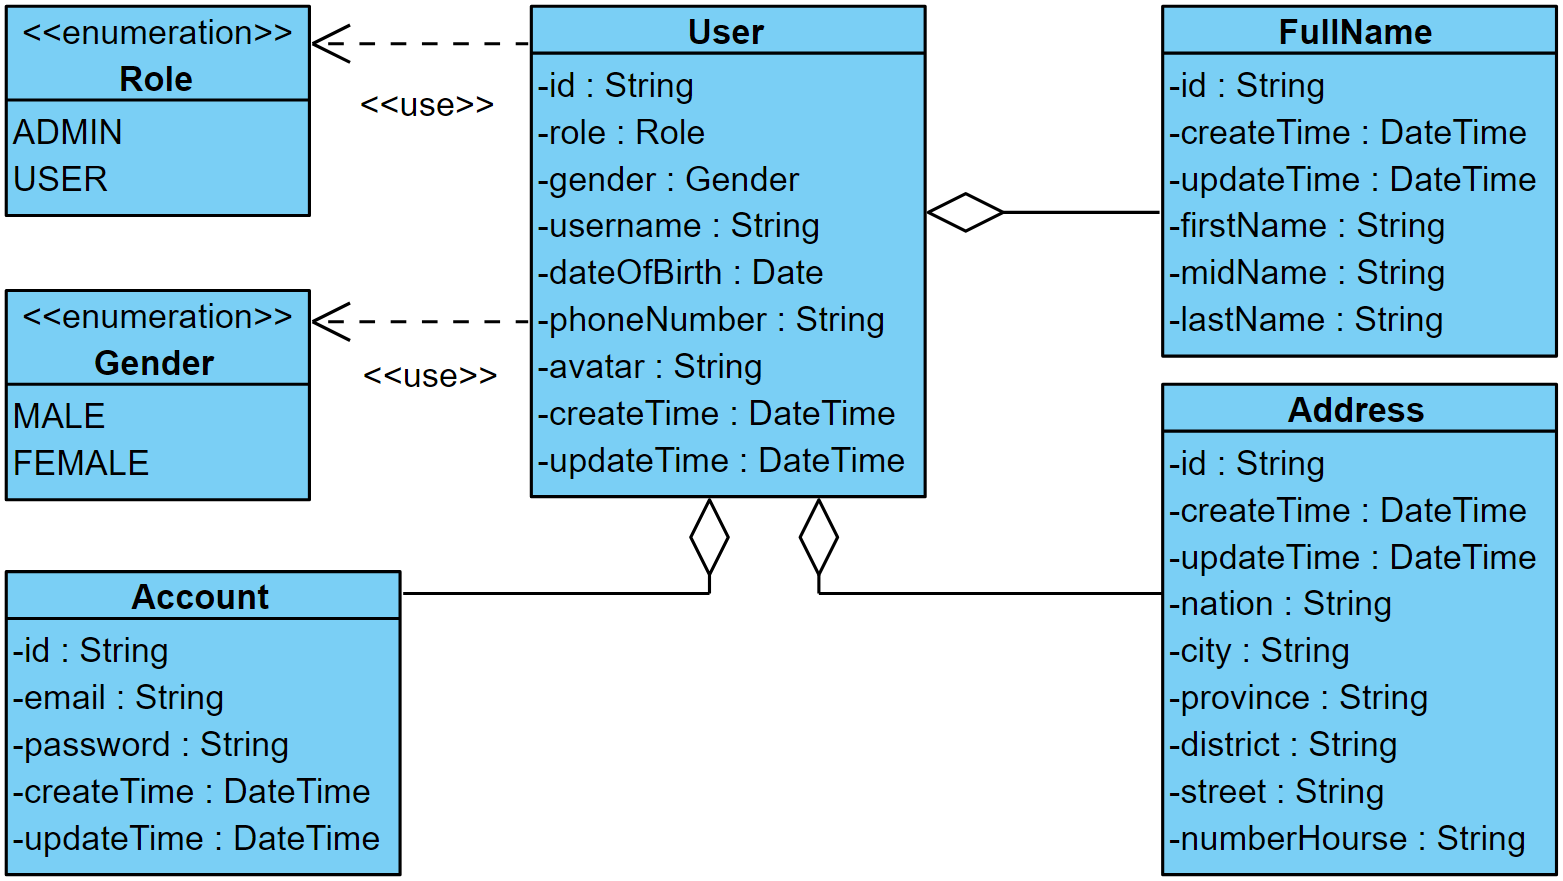 <<enumeration>>
Role
ADMIN
USER
<<use>>
<<enumeration>>
Gender
MALE
FEMALE
<<use>>
User
-id : String
-role : Role
-gender : Gender
-username : String
-dateOfBirth : Date
-phoneNumber : String
-avatar : String
-createTime : DateTime
-updateTime : DateTime
FullName
-id : String
-createTime : DateTime
-updateTime : DateTime
-firstName : String
-midName : String
-lastName : String
Account
-id : String
-email : String
-password : String
-createTime : DateTime
-updateTime : DateTime
Address
-id : String
-createTime : DateTime
-updateTime : DateTime
-nation : String
-city : String
-province : String
-district : String
-street : String
-numberHourse : String